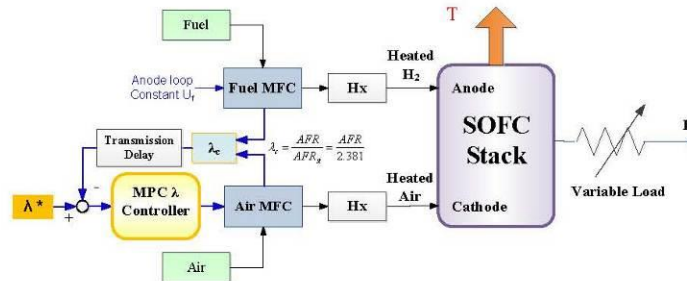 T
Fuel
Heated
H₂
Anode loop
Constant Uf
Fuel MFC
Hx
Anode
SOFC
Stack
Transmission
Delay
λc
λc = AFR / AFRs = AFR / 2.381
Variable Load
λ*
+
-
MPC λ
Controller
Air MFC
Hx
Heated
Air
Cathode
Air